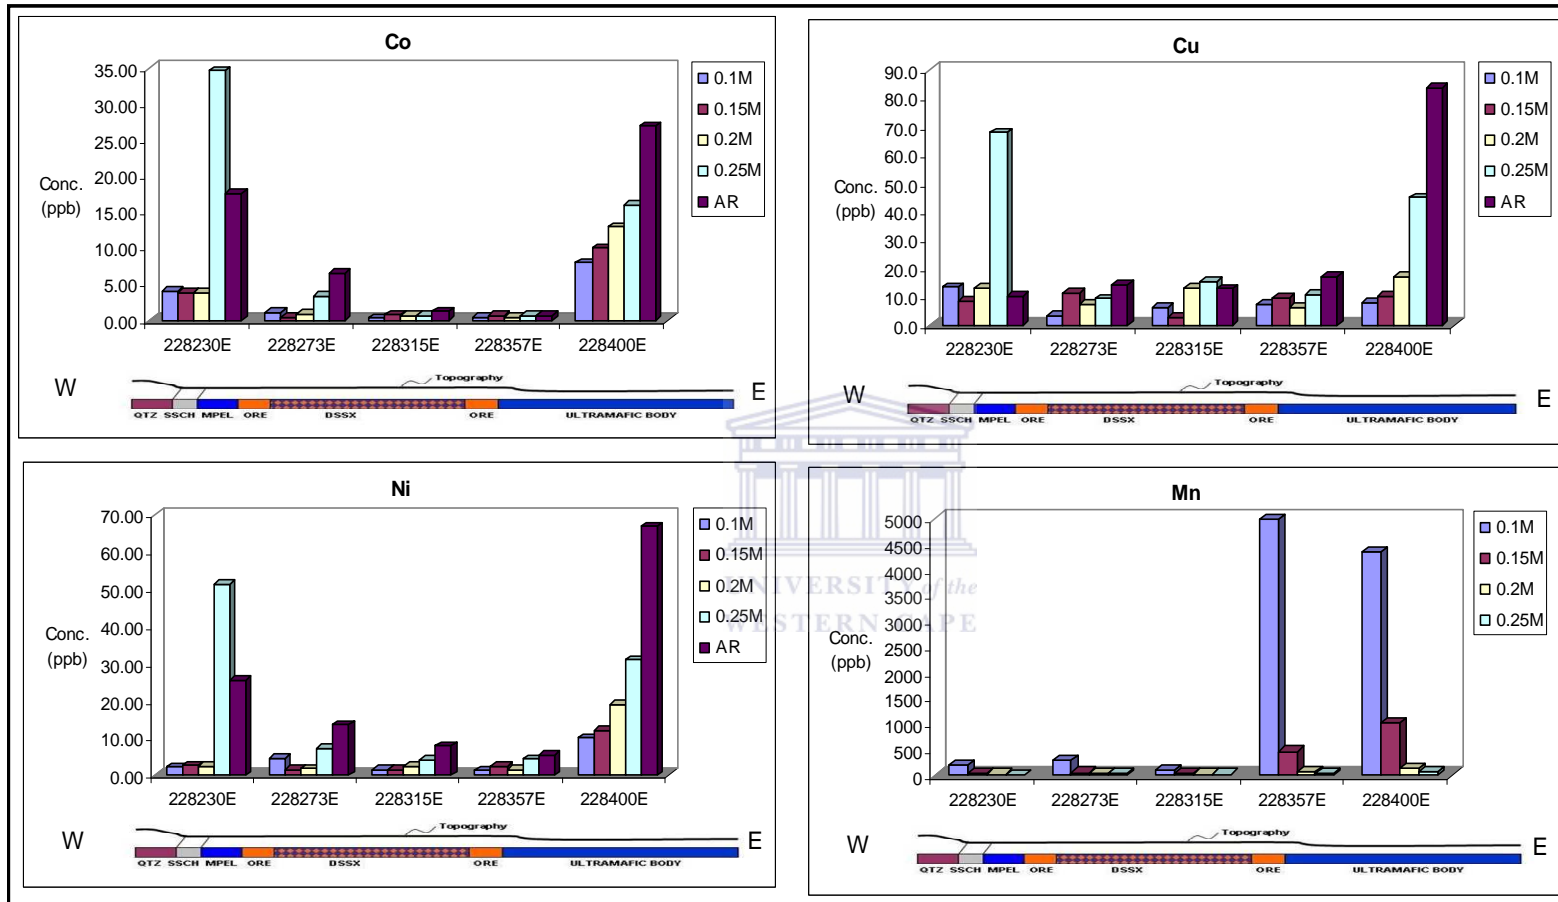 Co
35.00
30.00
25.00
20.00
15.00
10.00
5.00
0.00
Conc.
(ppb)
228230E 228273E 228315E 228357E 228400E
0.1M
0.15M
0.2M
0.25M
AR
W
Topography
E
QTZ SSCH MPEL ORE DSSX ORE ULTRAMAFIC BODY
Cu
90.0
80.0
70.0
60.0
50.0
40.0
30.0
20.0
10.0
0.0
Conc.
(ppb)
228230E 228273E 228315E 228357E 228400E
0.1M
0.15M
0.2M
0.25M
AR
W
Topography
E
QTZ SSCH MPEL ORE DSSX ORE ULTRAMAFIC BODY
Ni
70.00
60.00
50.00
40.00
30.00
20.00
10.00
0.00
Conc.
(ppb)
228230E 228273E 228315E 228357E 228400E
0.1M
0.15M
0.2M
0.25M
AR
W
Topography
E
QTZ SSCH MPEL ORE DSSX ORE ULTRAMAFIC BODY
Mn
5000
4500
4000
3500
3000
2500
2000
1500
1000
500
0
Conc.
(ppb)
228230E 228273E 228315E 228357E 228400E
0.1M
0.15M
0.2M
0.25M
W
Topography
E
QTZ SSCH MPEL ORE DSSX ORE ULTRAMAFIC BODY
UNIVERSITY of the
WESTERN CAPE